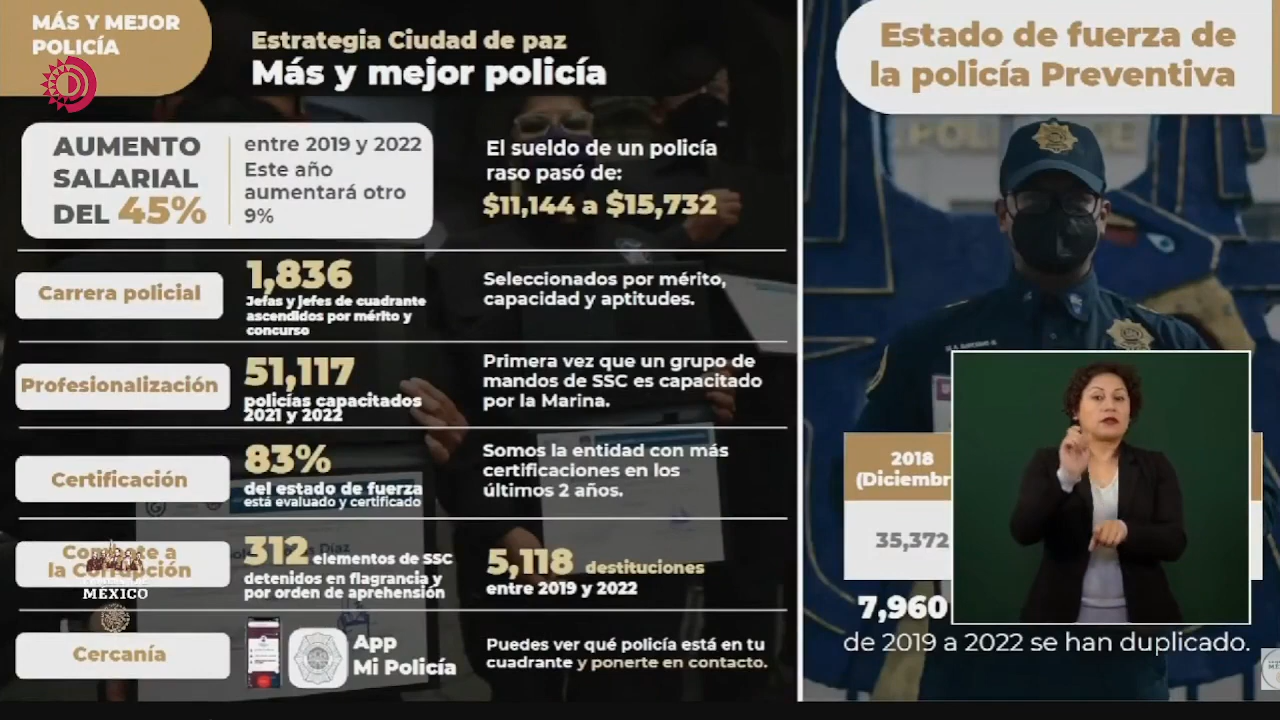 MÁS Y MEJOR
POLICÍA
Estrategia Ciudad de paz
Más y mejor policía
AUMENTO
SALARIAL
DEL 45%
entre 2019 y 2022
Este año
aumentará otro
9%
El sueldo de un policía
raso pasó de:
$11,144 a $15,732
Carrera policial
1,836
Jefas y jefes de cuadrante
ascendidos por mérito y
concurso
Seleccionados por mérito,
capacidad y aptitudes.
Profesionalización
51,117
policías capacitados
2021 y 2022
Primera vez que un grupo de
mandos de SSC es capacitado
por la Marina.
Certificación
83%
del estado de fuerza
está evaluado y certificado
Somos la entidad con más
certificaciones en los
últimos 2 años.
Combate a
la Corrupción
MÉXICO
312 elementos de SSC
detenidos en flagrancia y
por orden de aprehensión
5,118 destituciones
entre 2019 y 2022
Cercanía
App
Mi Policía
Puedes ver qué policía está en tu
cuadrante y ponerte en contacto.
Estado de fuerza de
la policía Preventiva
2018
(Diciembr
35,372
7,960
de 2019 a 2022 se han duplicado.